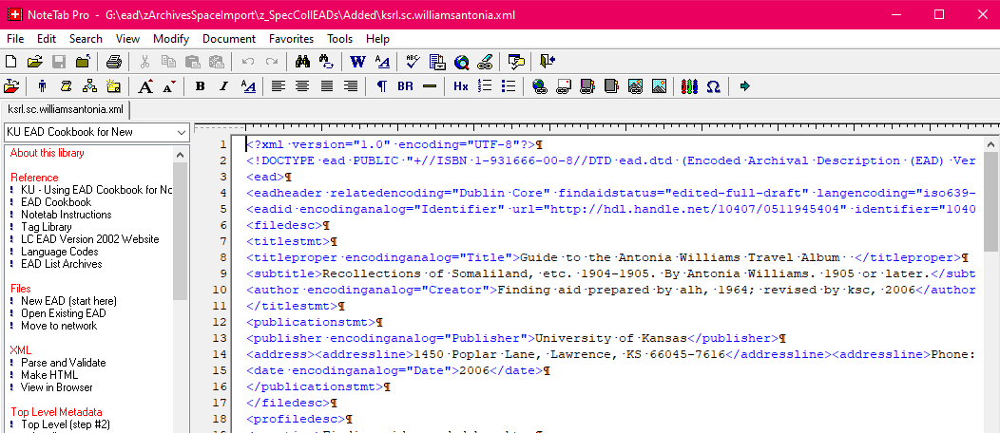 NoteTab Pro - G:\ead\zArchivesSpaceImport\z_SpecCollEADs\Added\ksrl.sc.williamsantonia.xml
File Edit Search View Modify Document Favorites Tools Help
ksrl.sc.williamsantonia.xml
KU EAD Cookbook for New
About this library
Reference
KU - Using EAD Cookbook for Nc
EAD Cookbook
Notetab Instructions
Tag Library
LC EAD Version 2002 Website
Language Codes
EAD List Archives
Files
New EAD (start here)
Open Existing EAD
Move to network
XML
Parse and Validate
Make HTML
View in Browser
Top Level Metadata
Top Level (step #2)
1 <?xml·version="1.0"·encoding="UTF-8"?>¶
2 <!DOCTYPE·ead·PUBLIC·"+//ISBN·1-931666-00-8//DTD·ead.dtd·(Encoded·Archival·Description·(EAD)·Ver
3 <ead>¶
4 <eadheader·relatedencoding="Dublin·Core"·findaidstatus="edited-full-draft"·langencoding="iso639-
5 <eadid·encodinganalog="Identifier"·url="http://hdl.handle.net/10407/0511945404"·identifier="1040
6 <filedesc>¶
7 <titlestmt>¶
8 <titleproper·encodinganalog="Title">Guide·to·the·Antonia·Williams·Travel·Album··</titleproper>¶
9 <subtitle>Recollections·of·Somaliland,·etc.·1904-1905.·By·Antonia·Williams.·1905·or·later.</subt
10 <author·encodinganalog="Creator">Finding·aid·prepared·by·alh,·1964;·revised·by·ksc,·2006</author
11 </titlestmt>¶
12 <publicationstmt>¶
13 <publisher·encodinganalog="Publisher">University·of·Kansas</publisher>¶
14 <address><addressline>1450·Poplar·Lane,·Lawrence,·KS·66045-7616</addressline><addressline>Phone:
15 <date·encodinganalog="Date">2006</date>¶
16 </publicationstmt>¶
17 </filedesc>¶
18 <profiledesc>¶